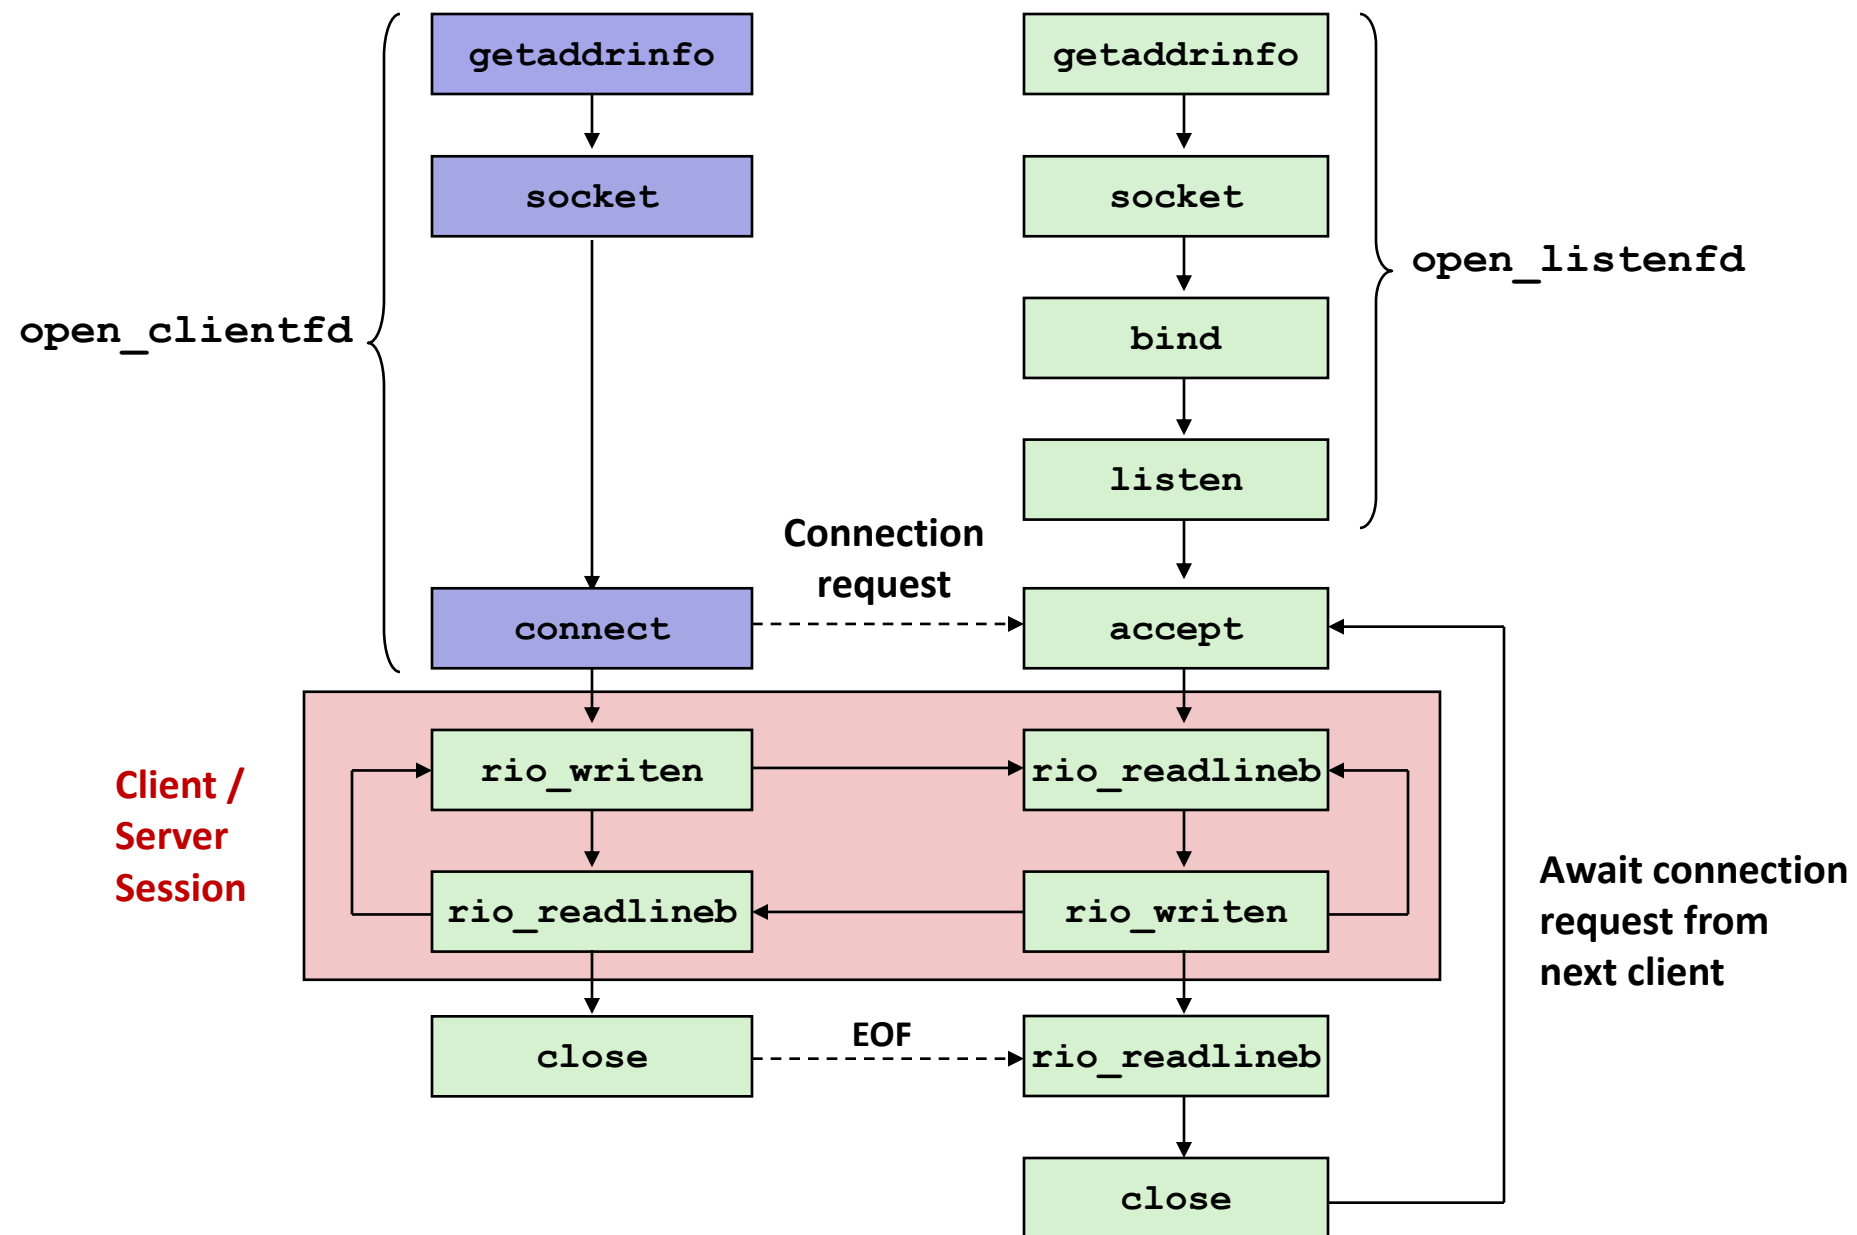 getaddrinfo
getaddrinfo
socket
socket
open_listenfd
open_clientfd
bind
listen
Connection
request
connect
accept
rio_writen
rio_readlineb
Client /
Server
Session
Await connection
request from
next client
rio_readlineb
rio_writen
close
EOF
rio_readlineb
close